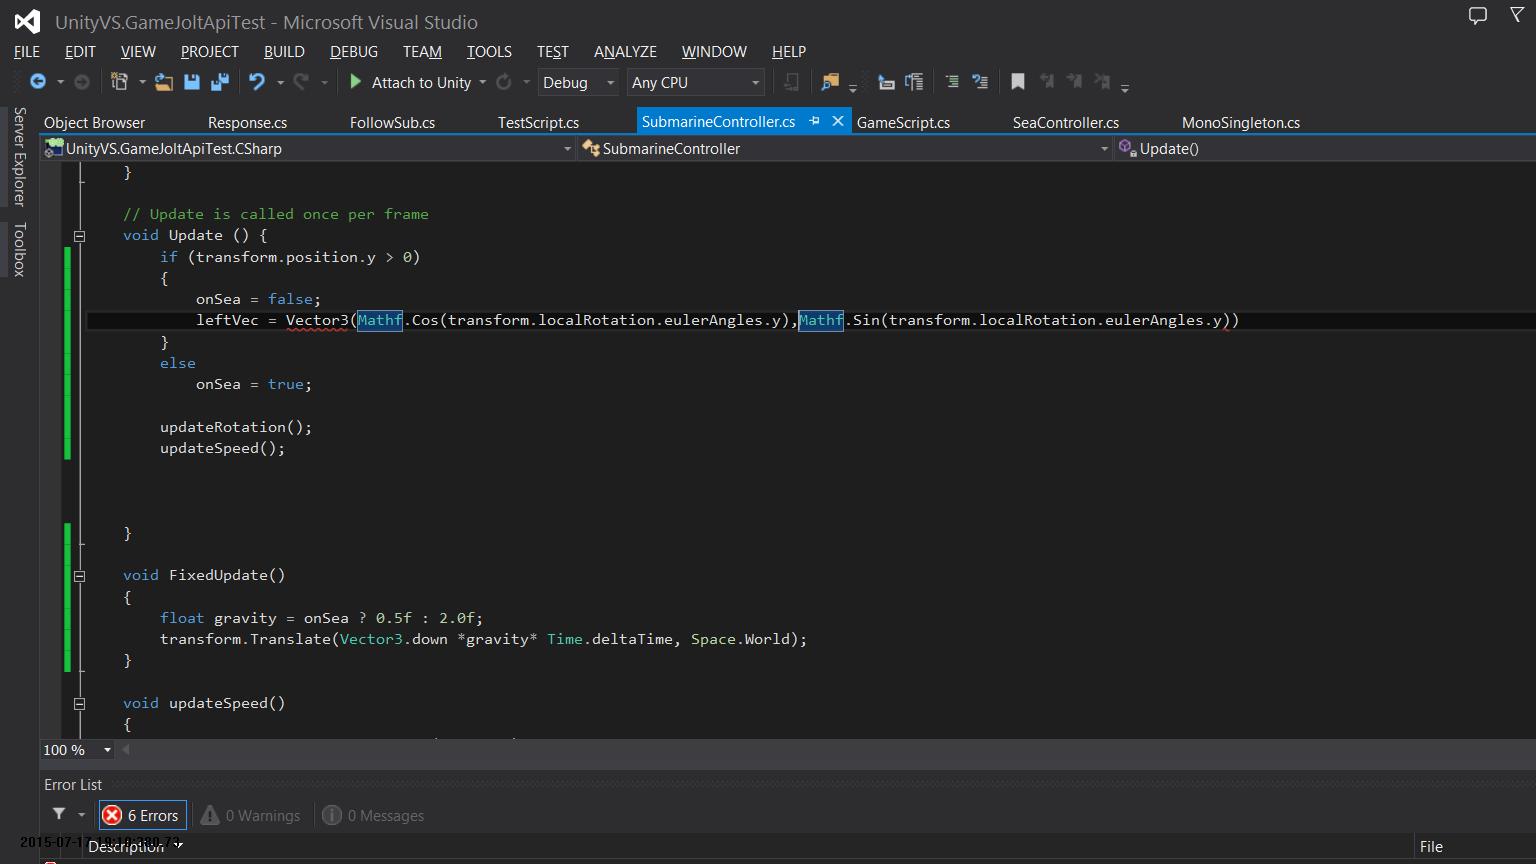 UnityVS.GameJoltApiTest - Microsoft Visual Studio
FILE EDIT VIEW PROJECT BUILD DEBUG TEAM TOOLS TEST ANALYZE WINDOW HELP
Attach to Unity Debug Any CPU
Server Explorer
Toolbox
Object Browser Response.cs FollowSub.cs TestScript.cs SubmarineController.cs GameScript.cs SeaController.cs MonoSingleton.cs
UnityVS.GameJoltApiTest.CSharp SubmarineController Update()
}
// Update is called once per frame
void Update () {
if (transform.position.y > 0)
{
onSea = false;
leftVec = Vector3(Mathf.Cos(transform.localRotation.eulerAngles.y),Mathf.Sin(transform.localRotation.eulerAngles.y))
}
else
onSea = true;
updateRotation();
updateSpeed();
}
void FixedUpdate()
{
float gravity = onSea ? 0.5f : 2.0f;
transform.Translate(Vector3.down *gravity* Time.deltaTime, Space.World);
}
void updateSpeed()
{
100 %
Error List
6 Errors 0 Warnings 0 Messages
2015-07-17
Description File